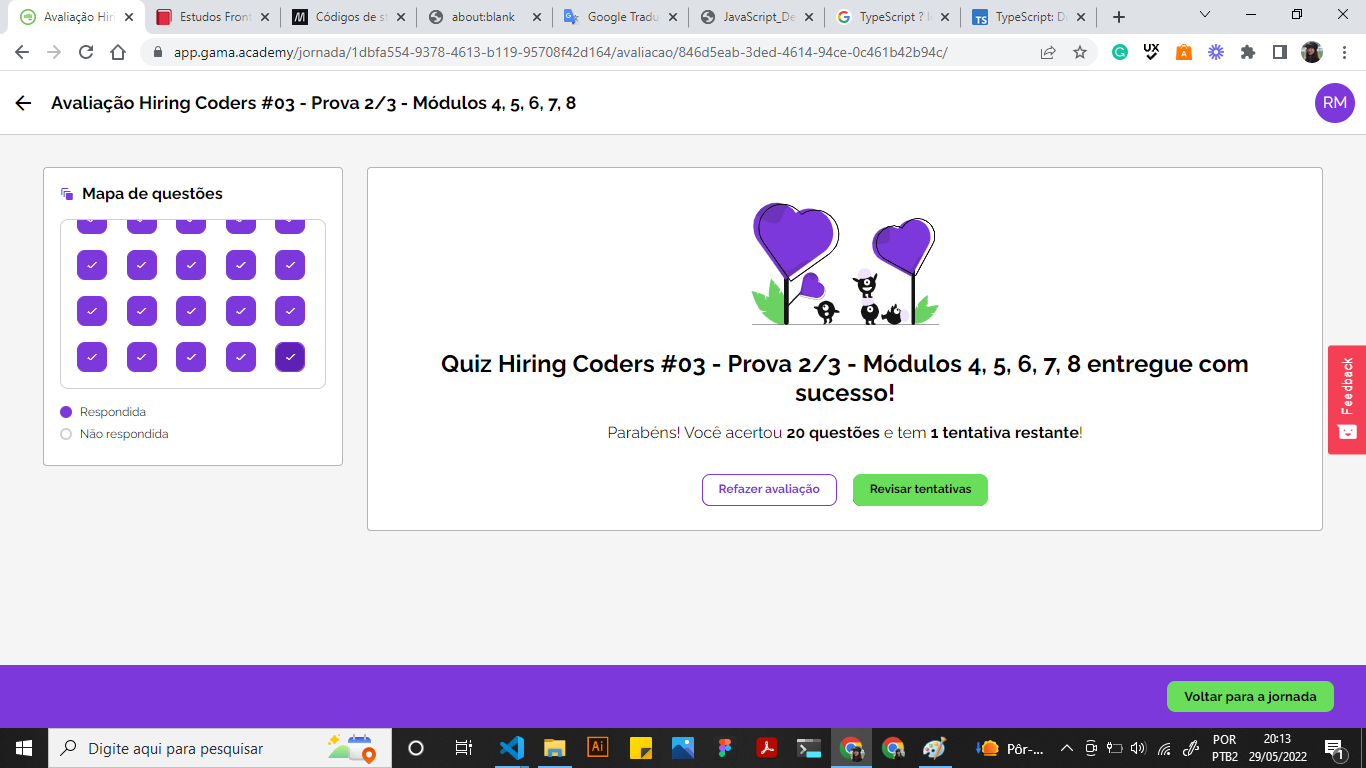 Avaliação Hin
Estudos Front
Códigos de st
about:blank
Google Tradu
JavaScript_De
TypeScript ? I
TypeScript: D
app.gama.academy/jornada/1dbfa554-9378-4613-b119-95708f42d164/avaliacao/846d5eab-3ded-4614-94ce-0c461b42b94c/
Avaliação Hiring Coders #03 - Prova 2/3 - Módulos 4, 5, 6, 7, 8
RM
Mapa de questões
Respondida
Não respondida
Quiz Hiring Coders #03 - Prova 2/3 - Módulos 4, 5, 6, 7, 8 entregue com
sucesso!
Parabéns! Você acertou 20 questões e tem 1 tentativa restante!
Refazer avaliação
Revisar tentativas
Feedback
Voltar para a jornada
Digite aqui para pesquisar
Pôr-...
POR
PTB2
20:13
29/05/2022
1